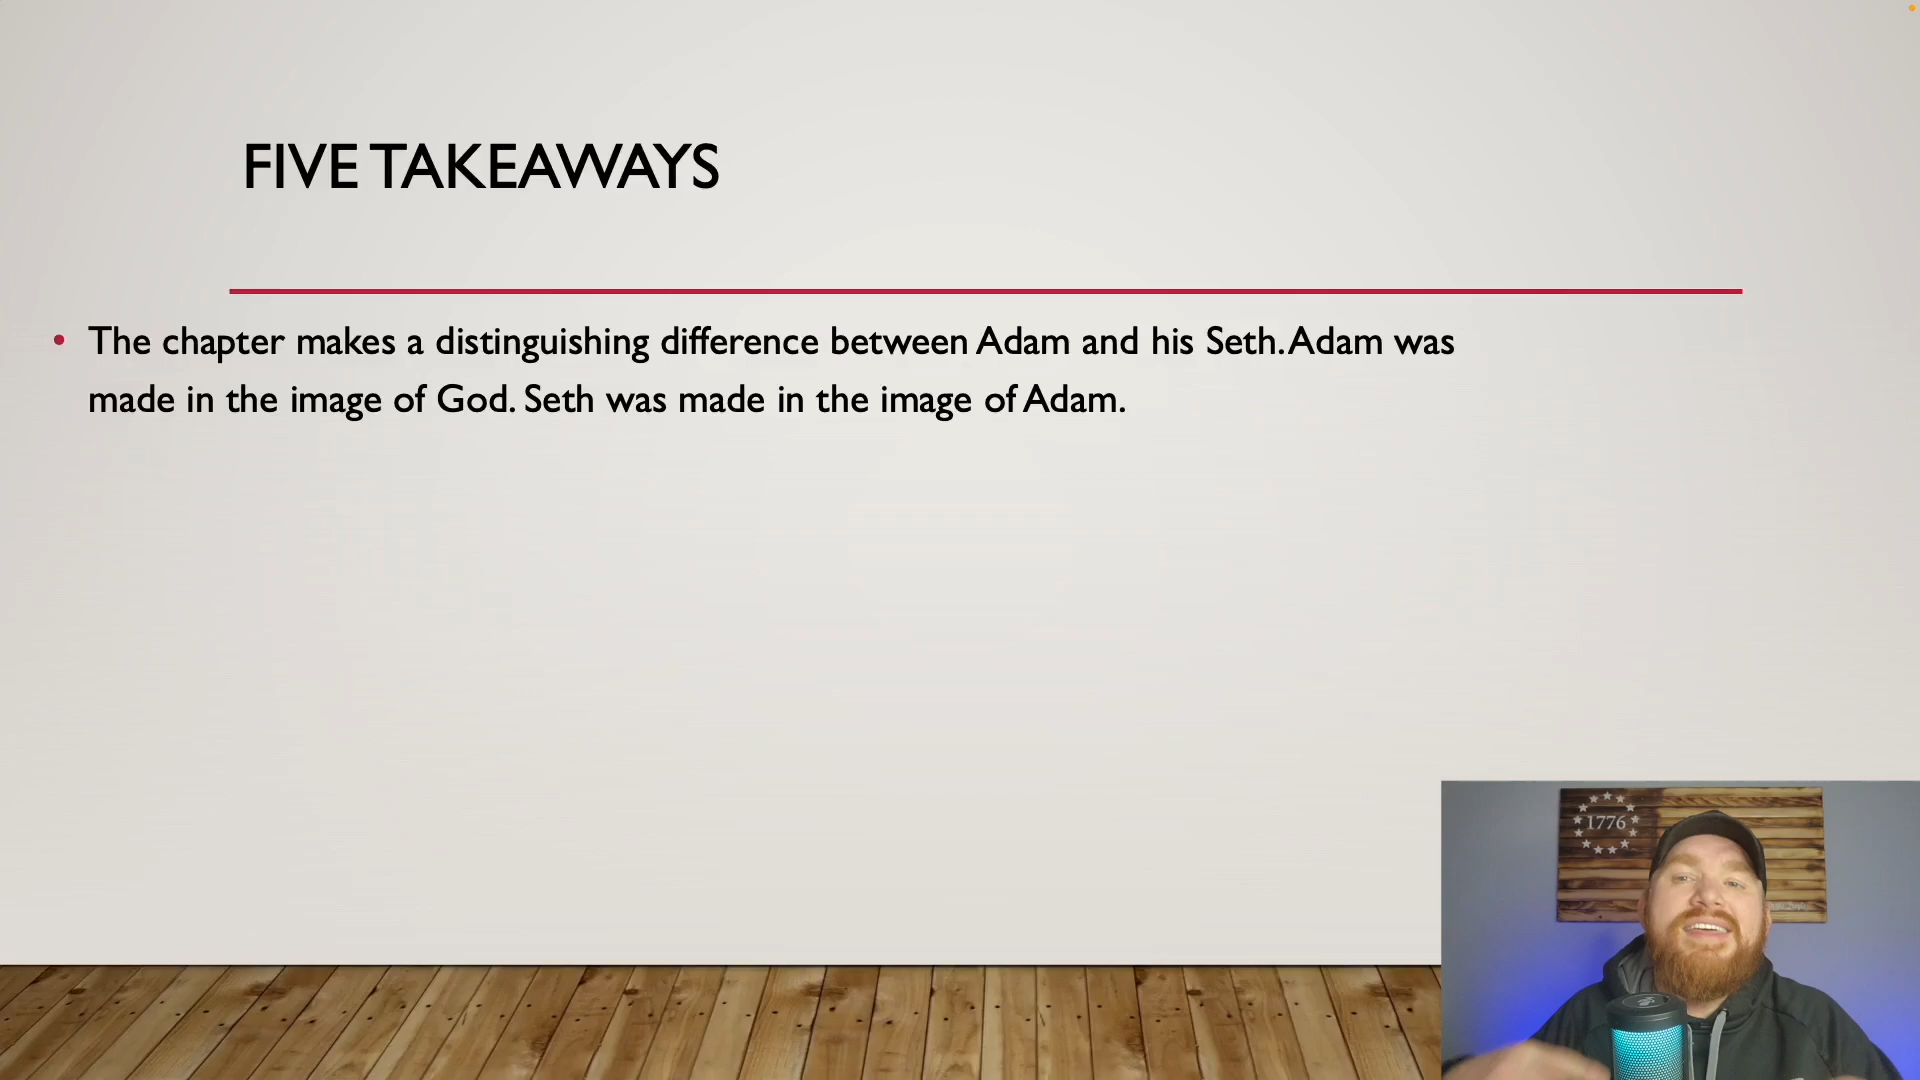 FIVE TAKEAWAYS
• The chapter makes a distinguishing difference between Adam and his Seth. Adam was
made in the image of God. Seth was made in the image of Adam.
1776